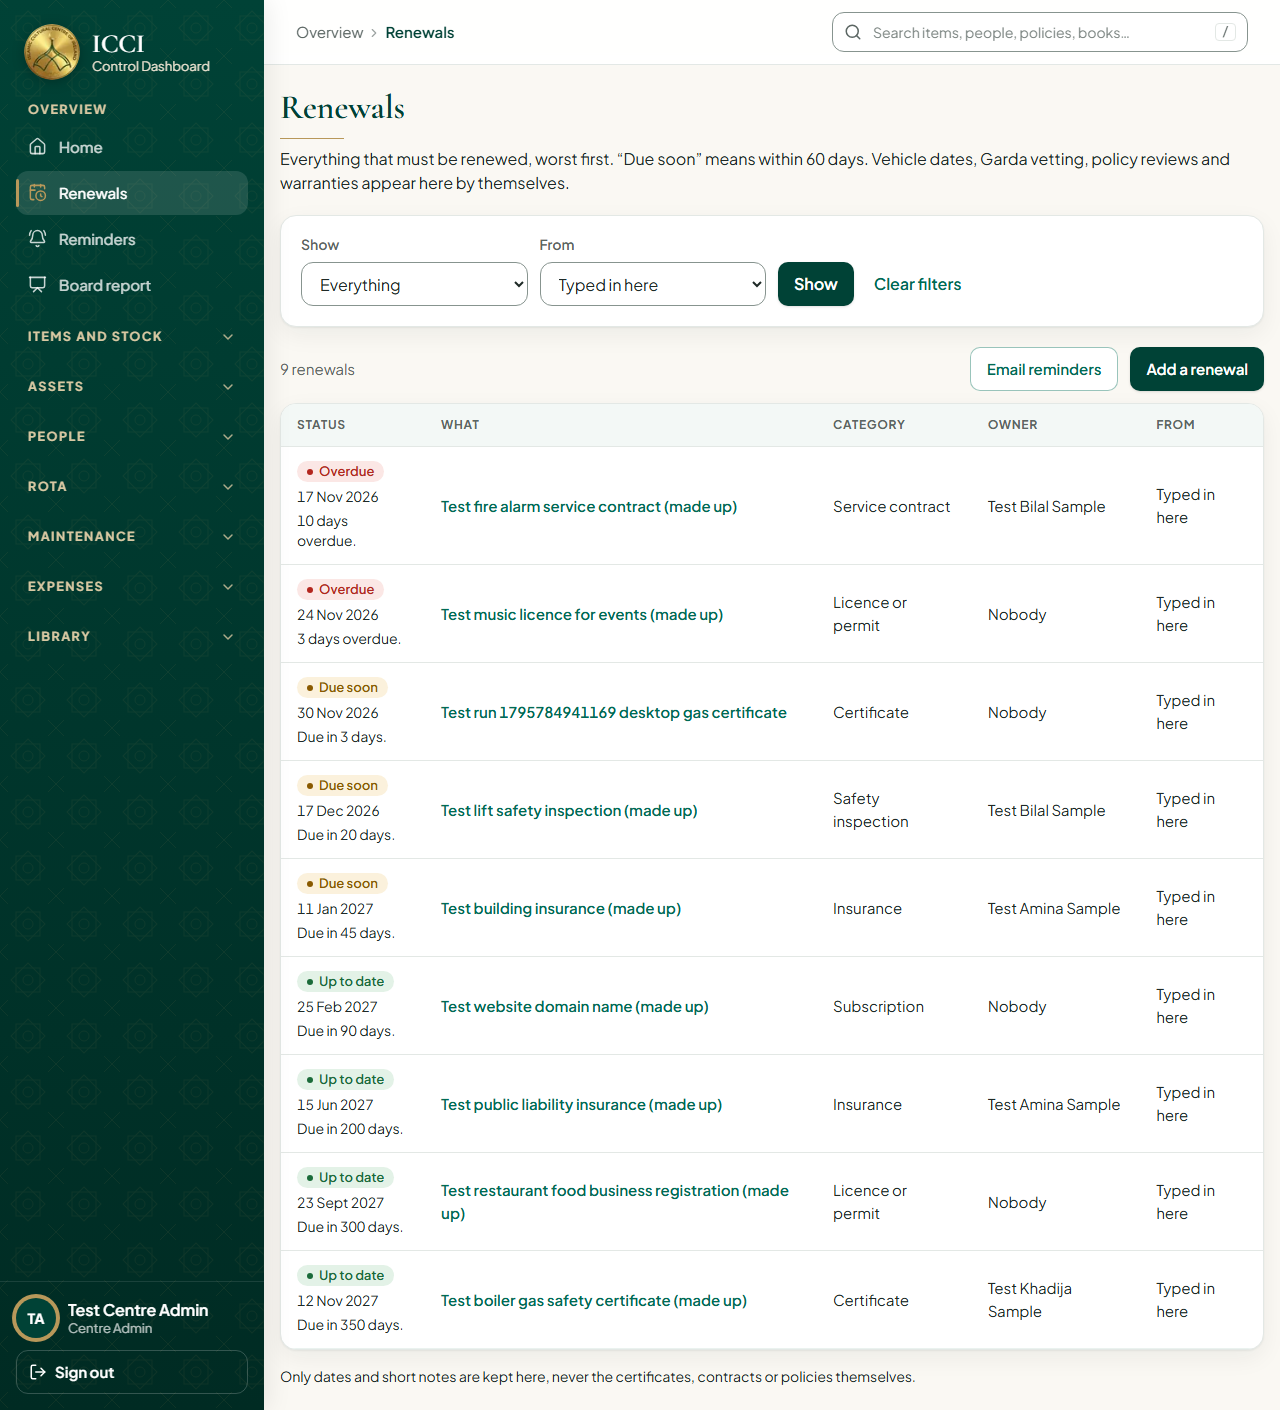 ICCI
Control Dashboard
OVERVIEW
Home
Renewals
Reminders
Board report
ITEMS AND STOCK
ASSETS
PEOPLE
ROTA
MAINTENANCE
EXPENSES
LIBRARY
TA
Test Centre Admin
Centre Admin
Sign out
Overview > Renewals
Search items, people, policies, books...
/
Renewals
Everything that must be renewed, worst first. “Due soon” means within 60 days. Vehicle dates, Garda vetting, policy reviews and
warranties appear here by themselves.
Show From
Everything Typed in here Show Clear filters
9 renewals Email reminders Add a renewal
STATUS WHAT CATEGORY OWNER FROM
Overdue
17 Nov 2026
10 days
overdue.
Test fire alarm service contract (made up)
Service contract
Test Bilal Sample
Typed in
here
Overdue
24 Nov 2026
3 days overdue.
Test music licence for events (made up)
Licence or
permit
Nobody
Typed in
here
Due soon
30 Nov 2026
Due in 3 days.
Test run 1795784941169 desktop gas certificate
Certificate
Nobody
Typed in
here
Due soon
17 Dec 2026
Due in 20 days.
Test lift safety inspection (made up)
Safety
inspection
Test Bilal Sample
Typed in
here
Due soon
11 Jan 2027
Due in 45 days.
Test building insurance (made up)
Insurance
Test Amina Sample
Typed in
here
Up to date
25 Feb 2027
Due in 90 days.
Test website domain name (made up)
Subscription
Nobody
Typed in
here
Up to date
15 Jun 2027
Due in 200 days.
Test public liability insurance (made up)
Insurance
Test Amina Sample
Typed in
here
Up to date
23 Sept 2027
Due in 300 days.
Test restaurant food business registration (made
up)
Licence or
permit
Nobody
Typed in
here
Up to date
12 Nov 2027
Due in 350 days.
Test boiler gas safety certificate (made up)
Certificate
Test Khadija
Sample
Typed in
here
Only dates and short notes are kept here, never the certificates, contracts or policies themselves.